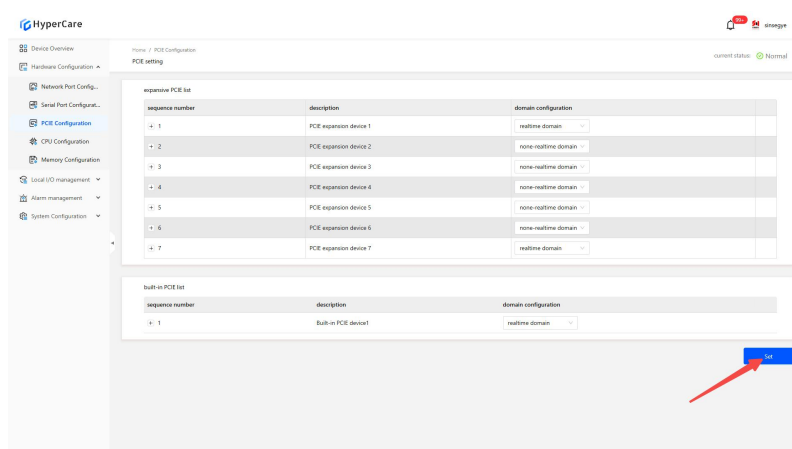 HyperCare
99+
sinsegye
Device Overview
Hardware Configuration
Network Port Config...
Serial Port Configurat...
PCIE Configuration
CPU Configuration
Memory Configuration
Local I/O management
Alarm management
System Configuration
Home / PCIE Configuration
PCIE setting
current status: Normal
expansive PCIE list
sequence number description domain configuration
1 PCIE expansion device 1 realtime domain
2 PCIE expansion device 2 none-realtime domain
3 PCIE expansion device 3 none-realtime domain
4 PCIE expansion device 4 none-realtime domain
5 PCIE expansion device 5 none-realtime domain
6 PCIE expansion device 6 none-realtime domain
7 PCIE expansion device 7 realtime domain
built-in PCIE list
sequence number description domain configuration
1 Built-in PCIE device1 realtime domain
Set